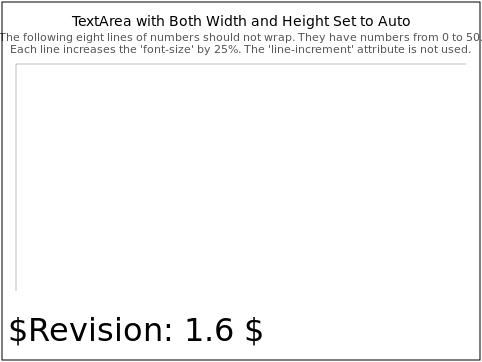 TextArea with Both Width and Height Set to Auto
The following eight lines of numbers should not wrap. They have numbers from 0 to 50.
Each line increases the 'font-size' by 25%. The 'line-increment' attribute is not used.
$Revision: 1.6 $